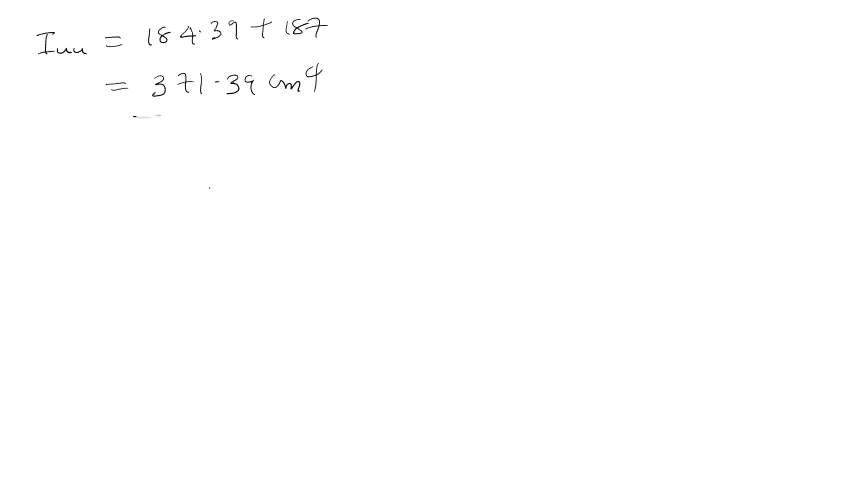 Iuu = 184.39 + 187
= 371.39 cm⁴